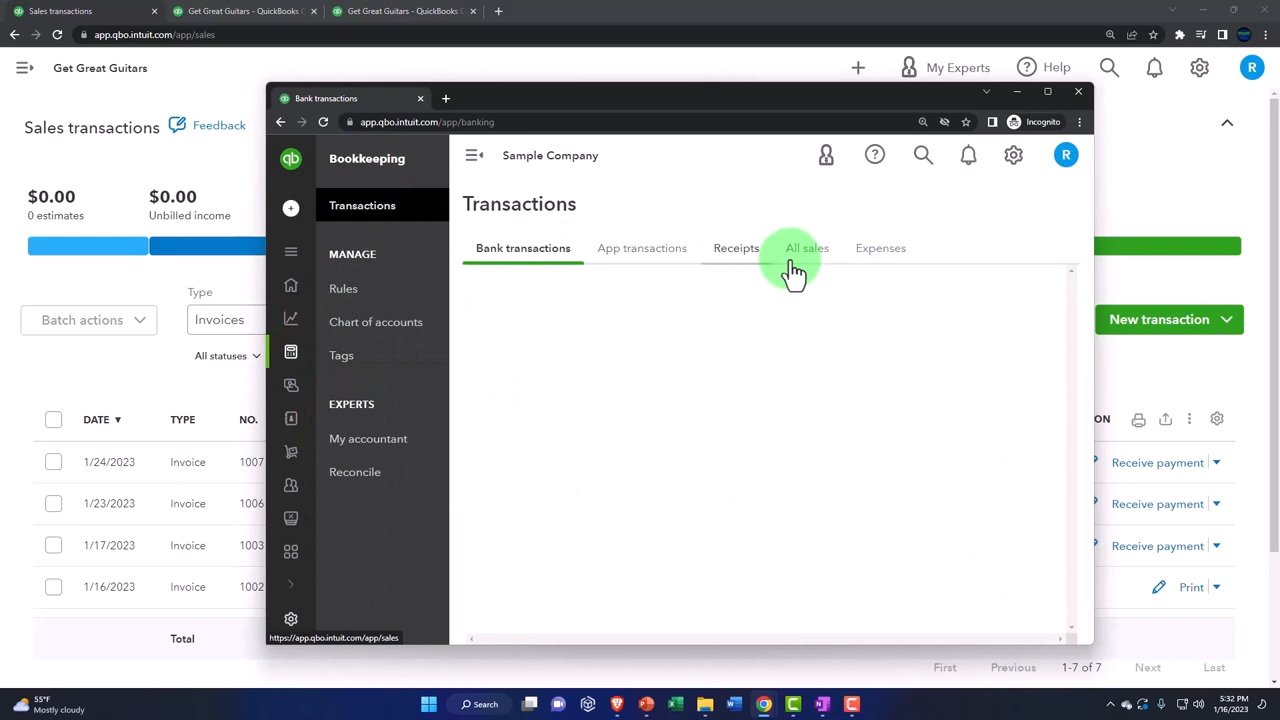 Sales transactions
Get Great Guitars - QuickBooks C
Get Great Guitars - QuickBooks C
app.qbo.intuit.com/app/sales
Get Great Guitars
My Experts
Help
R
Sales transactions
Feedback
$0.00
0 estimates
$0.00
Unbilled income
Batch actions
Type
Invoices
All statuses
New transaction
DATE
TYPE
NO.
ON
1/24/2023
Invoice
1007
Receive payment
1/23/2023
Invoice
1006
Receive payment
1/17/2023
Invoice
1003
Receive payment
1/16/2023
Invoice
1002
Print
Total
First
Previous
1-7 of 7
Next
Last
Bank transactions
app.qbo.intuit.com/app/banking
Incognito
qb
Bookkeeping
Sample Company
R
Transactions
MANAGE
Rules
Chart of accounts
Tags
EXPERTS
My accountant
Reconcile
Transactions
Bank transactions
App transactions
Receipts
All sales
Expenses
https://app.qbo.intuit.com/app/sales
55°F
Mostly cloudy
Search
5:32 PM
1/16/2023